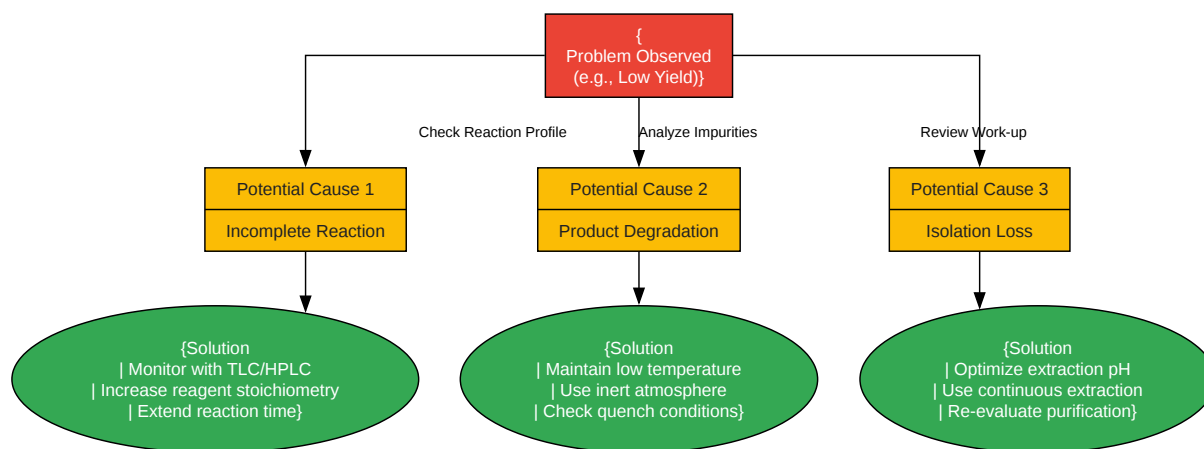 {
Problem Observed
(e.g., Low Yield)}
Check Reaction Profile
Analyze Impurities
Review Work-up
Potential Cause 1
Incomplete Reaction
Potential Cause 2
Product Degradation
Potential Cause 3
Isolation Loss
{Solution
| Monitor with TLC/HPLC
| Increase reagent stoichiometry
| Extend reaction time}
{Solution
| Maintain low temperature
| Use inert atmosphere
| Check quench conditions}
{Solution
| Optimize extraction pH
| Use continuous extraction
| Re-evaluate purification}